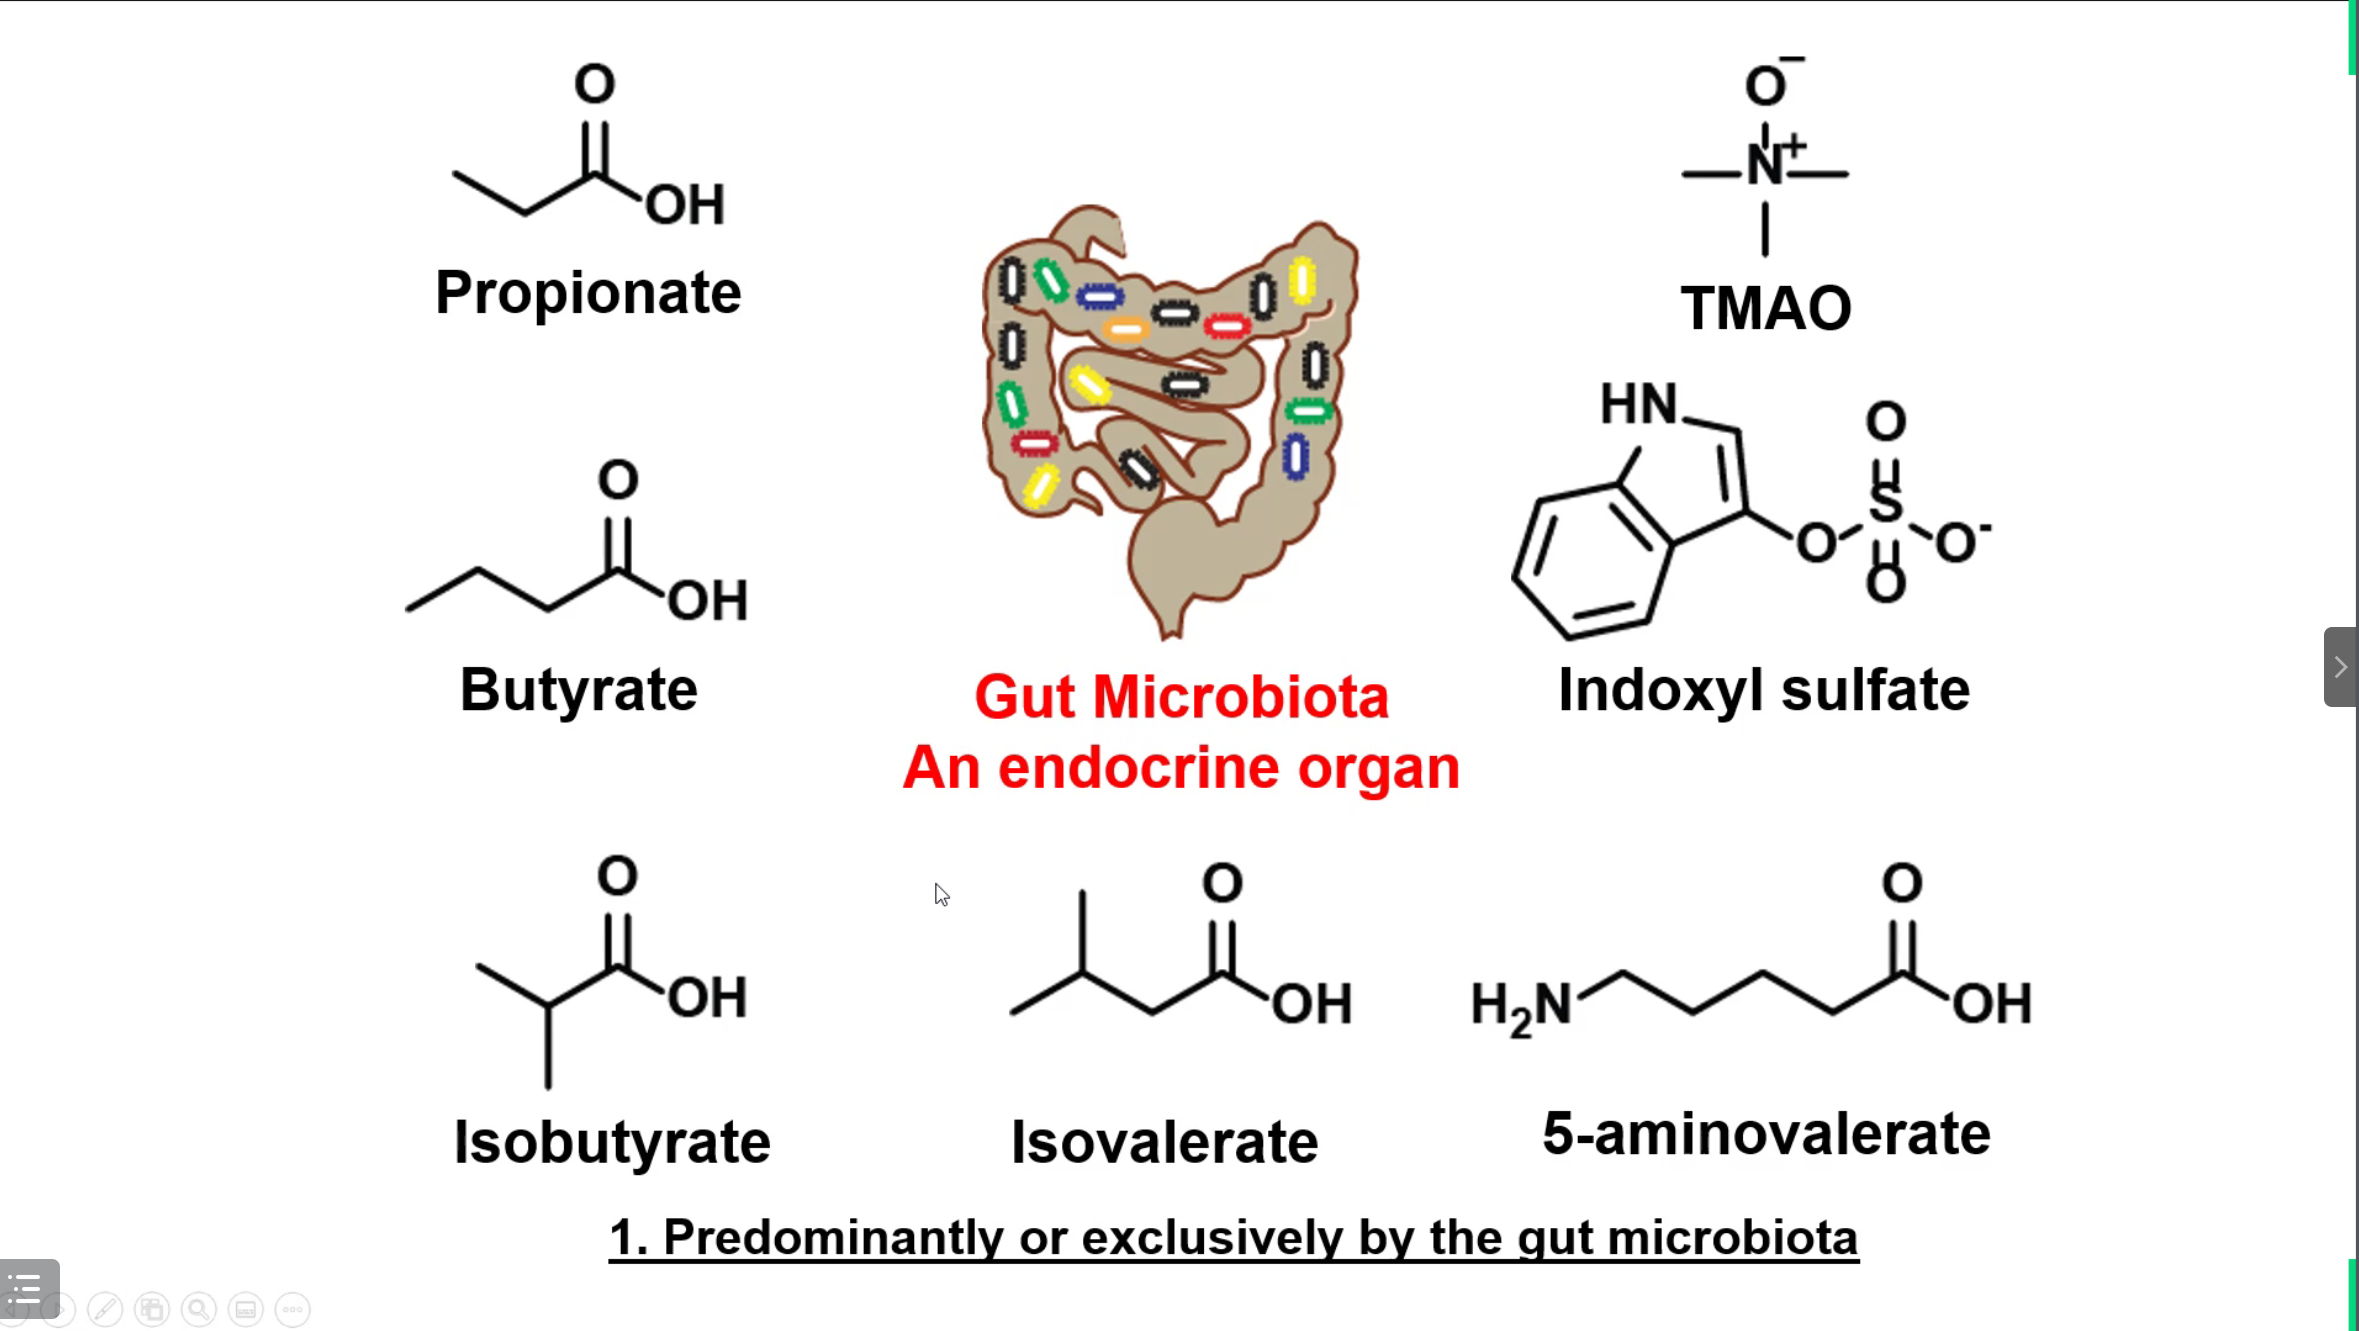 O
OH
Propionate
O
OH
Butyrate
O
OH
Isobutyrate
Gut Microbiota
An endocrine organ
O
OH
Isovalerate
O⁻
N⁺
TMAO
HN
O
S
O
O⁻
O
Indoxyl sulfate
O
H₂N
OH
5-aminovalerate
1. Predominantly or exclusively by the gut microbiota